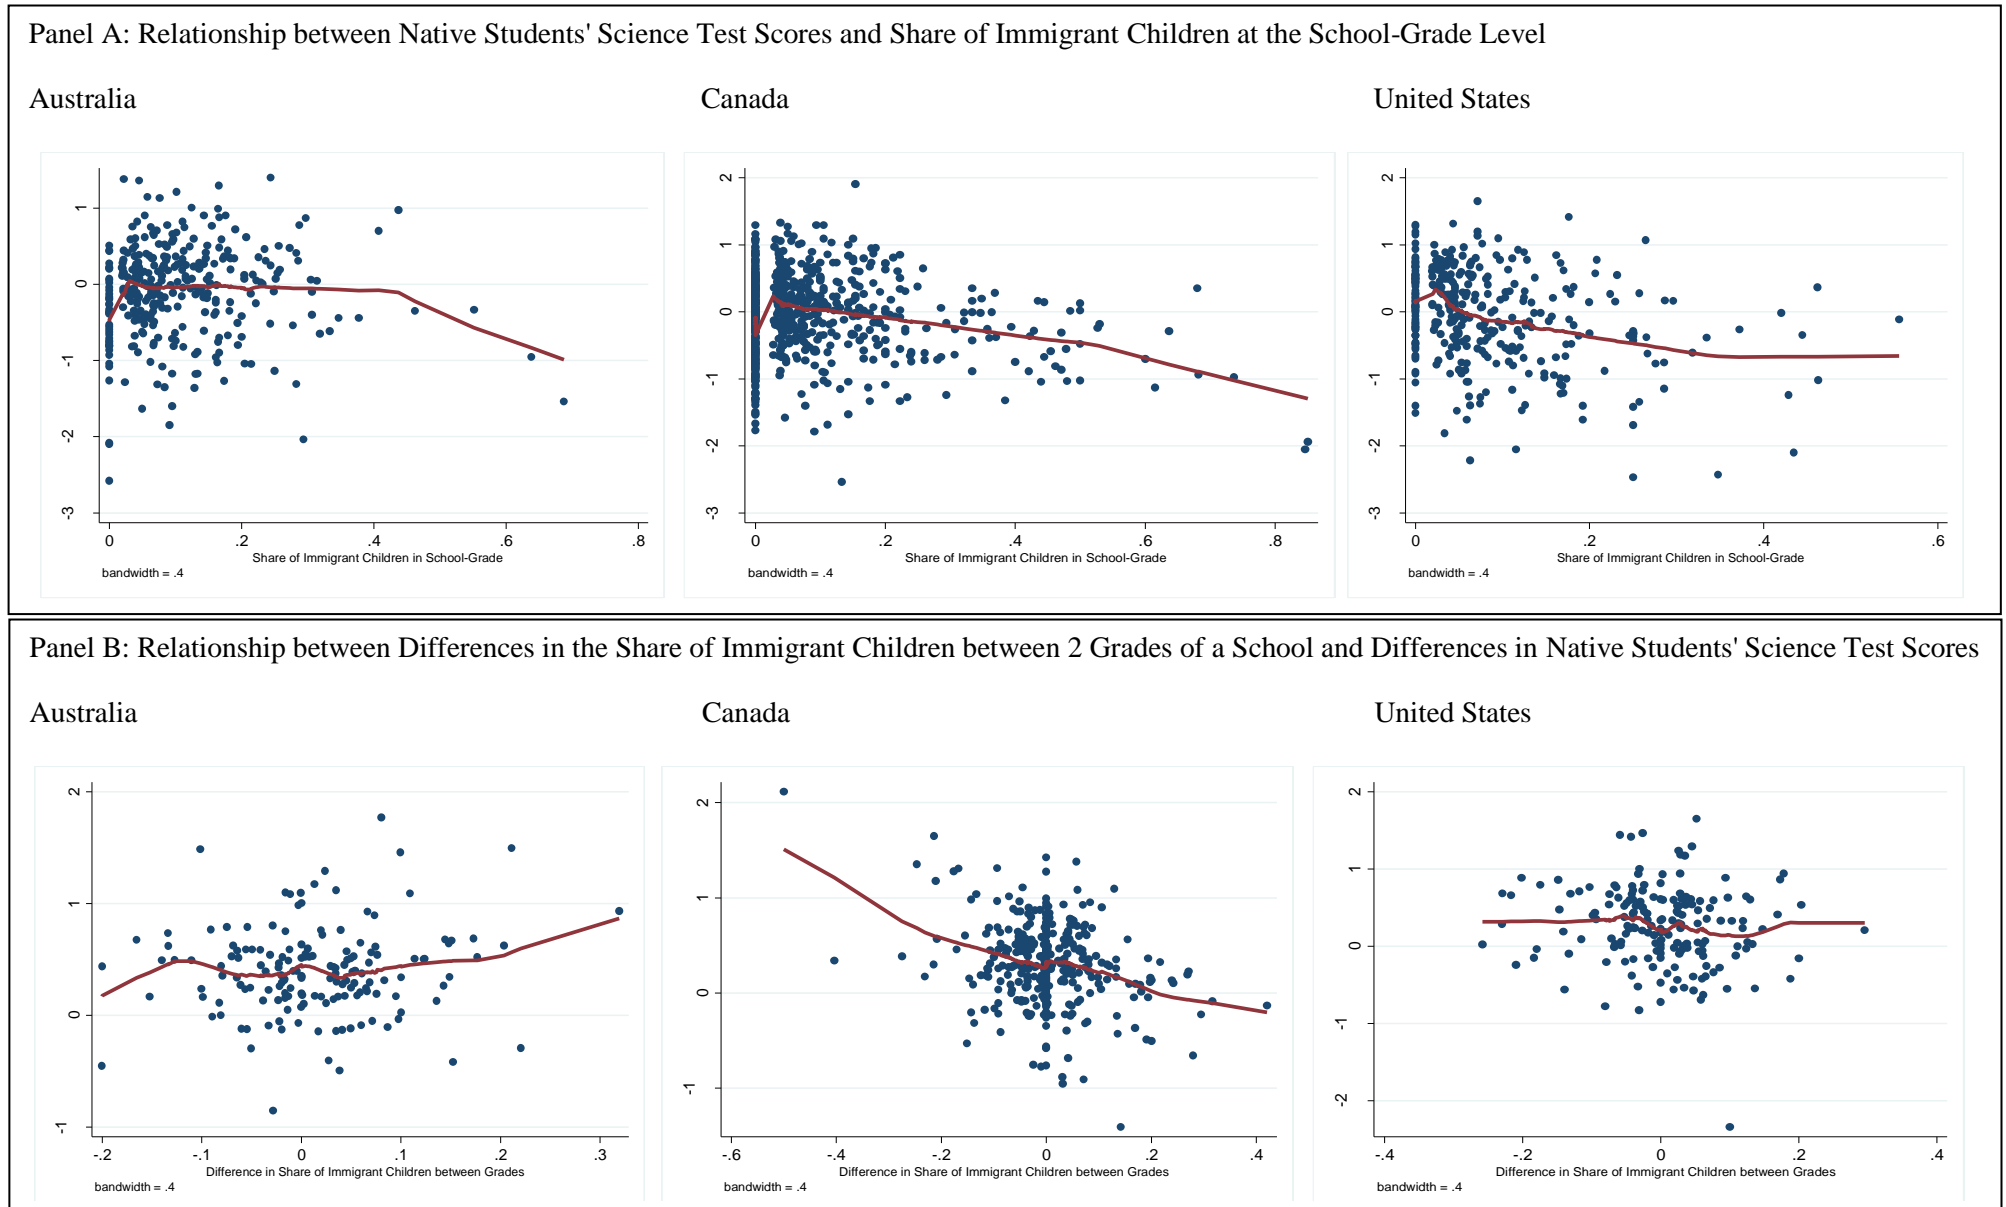 Panel A: Relationship between Native Students' Science Test Scores and Share of Immigrant Children at the School-Grade Level
Australia
Canada
United States
1
0
-1
-2
-3
0 .2 .4 .6 .8
Share of Immigrant Children in School-Grade
bandwidth = .4
2
1
0
-1
-2
-3
0 .2 .4 .6 .8
Share of Immigrant Children in School-Grade
bandwidth = .4
2
1
0
-1
-2
-3
0 .2 .4 .6
Share of Immigrant Children in School-Grade
bandwidth = .4
Panel B: Relationship between Differences in the Share of Immigrant Children between 2 Grades of a School and Differences in Native Students' Science Test Scores
Australia
Canada
United States
2
1
0
-1
-.2 -.1 0 .1 .2 .3
Difference in Share of Immigrant Children between Grades
bandwidth = .4
2
1
0
-1
-.6 -.4 -.2 0 .2 .4
Difference in Share of Immigrant Children between Grades
bandwidth = .4
2
1
0
-1
-2
-.4 -.2 0 .2 .4
Difference in Share of Immigrant Children between Grades
bandwidth = .4